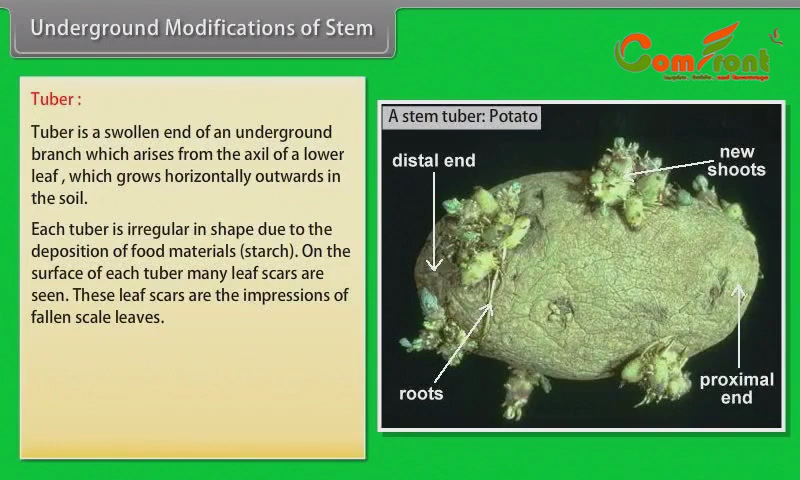 Underground Modifications of Stem
ComFront
Tuber :
Tuber is a swollen end of an underground
branch which arises from the axil of a lower
leaf , which grows horizontally outwards in
the soil.
Each tuber is irregular in shape due to the
deposition of food materials (starch). On the
surface of each tuber many leaf scars are
seen. These leaf scars are the impressions of
fallen scale leaves.
A stem tuber: Potato
distal end
new
shoots
roots
proximal
end